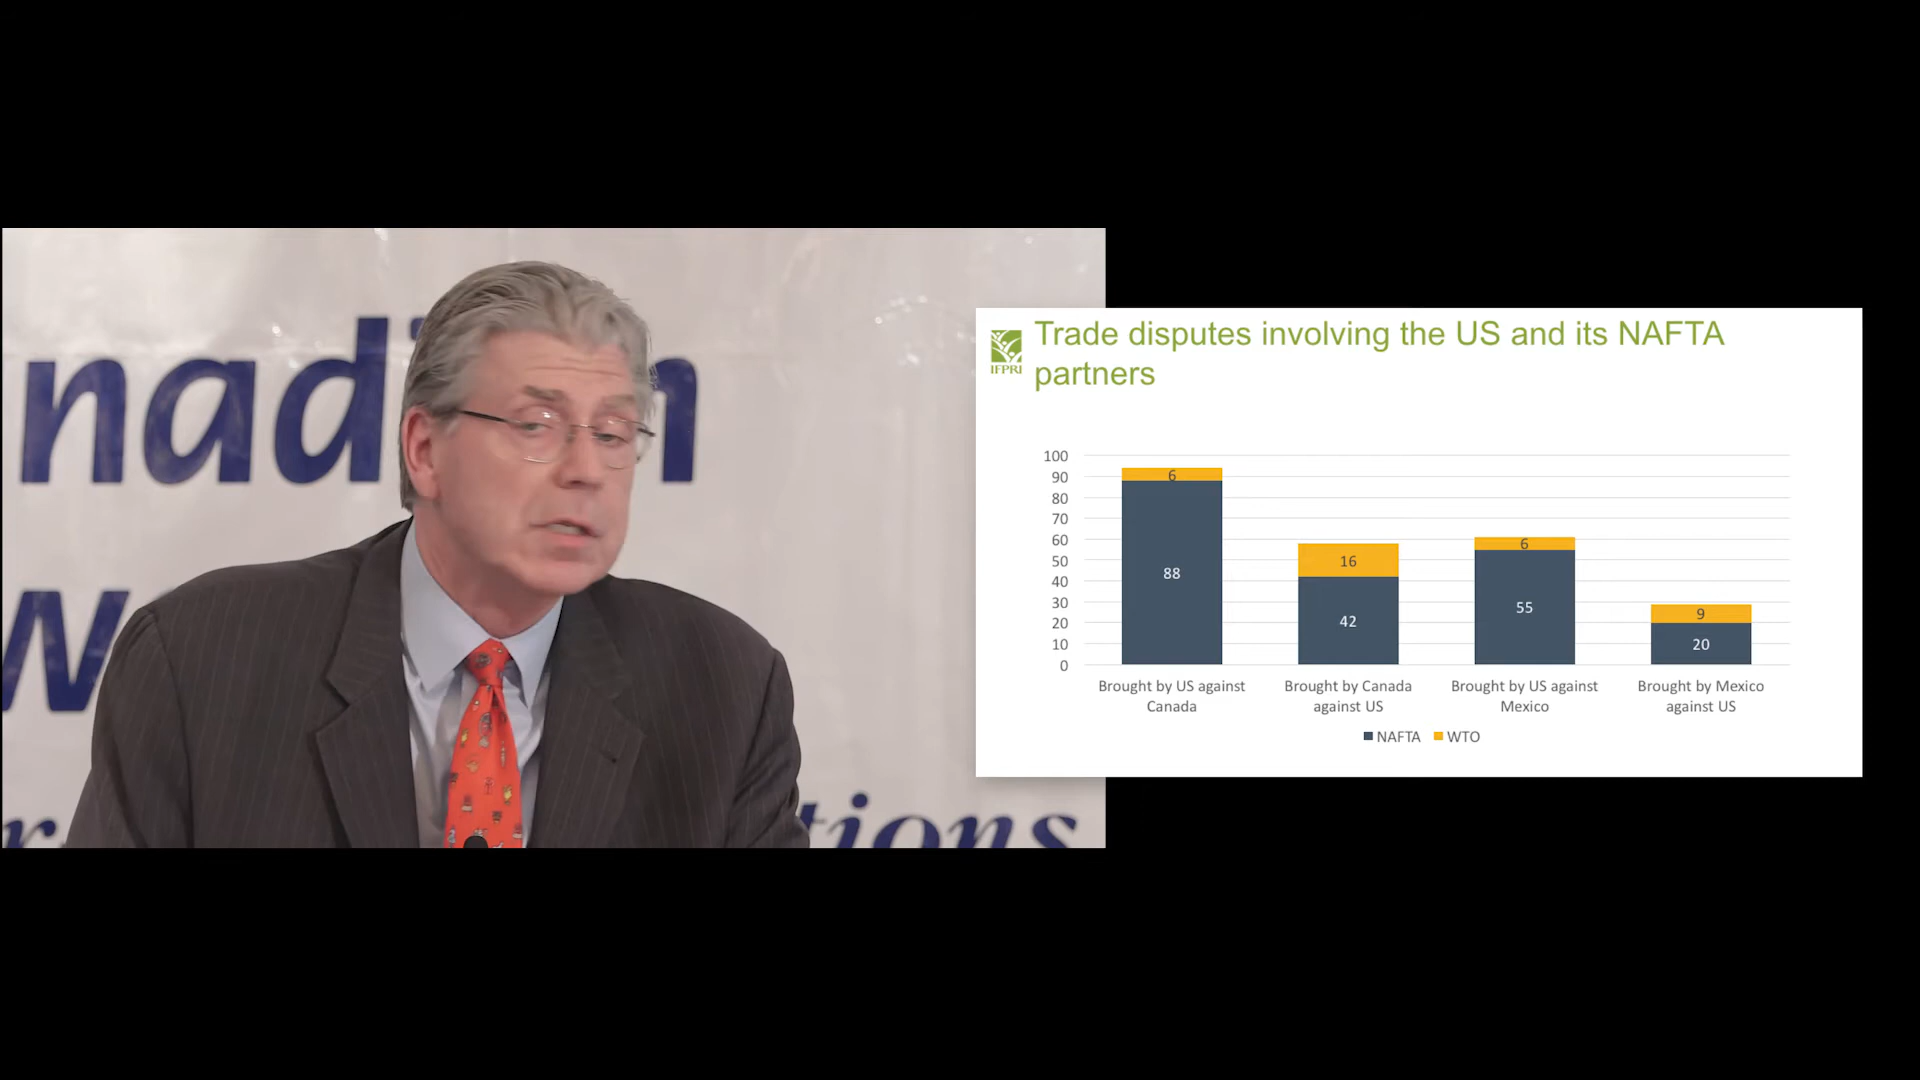 nadi n
w
r tions
IFPRI
Trade disputes involving the US and its NAFTA
partners
100
90
80
70
60
50
40
30
20
10
0
6
88
16
42
6
55
9
20
Brought by US against
Canada
Brought by Canada
against US
Brought by US against
Mexico
Brought by Mexico
against US
NAFTA
WTO